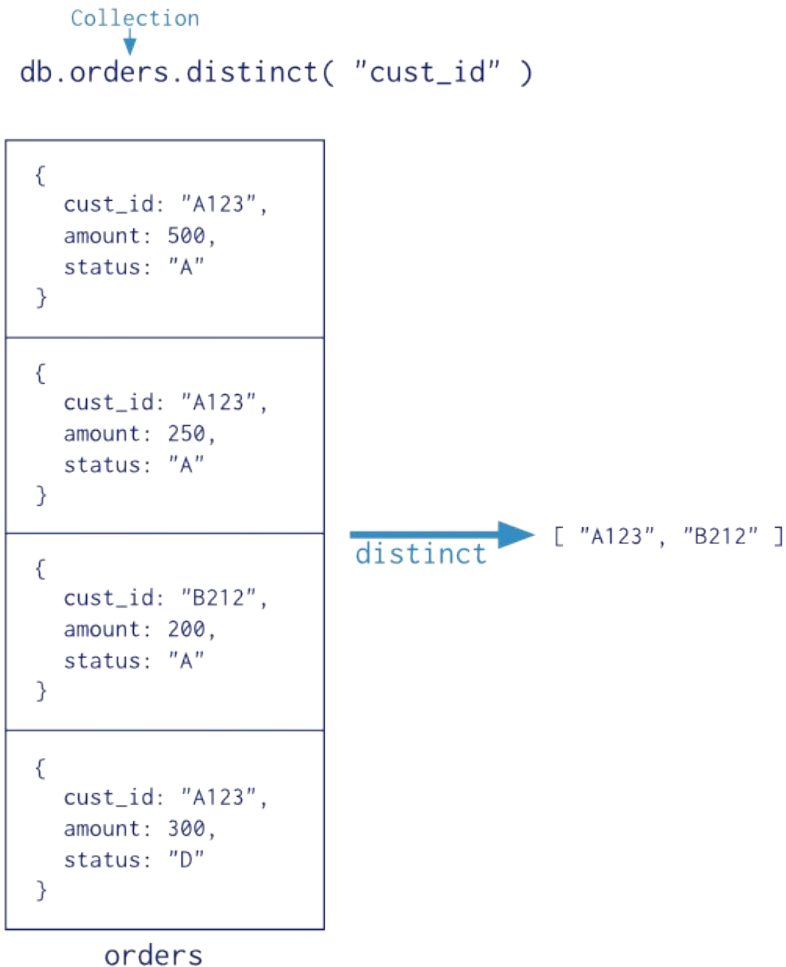 Collection
db.orders.distinct( "cust_id" )
{
cust_id: "A123",
amount: 500,
status: "A"
}
{
cust_id: "A123",
amount: 250,
status: "A"
}
{
cust_id: "B212",
amount: 200,
status: "A"
}
{
cust_id: "A123",
amount: 300,
status: "D"
}
orders
distinct
[ "A123", "B212" ]